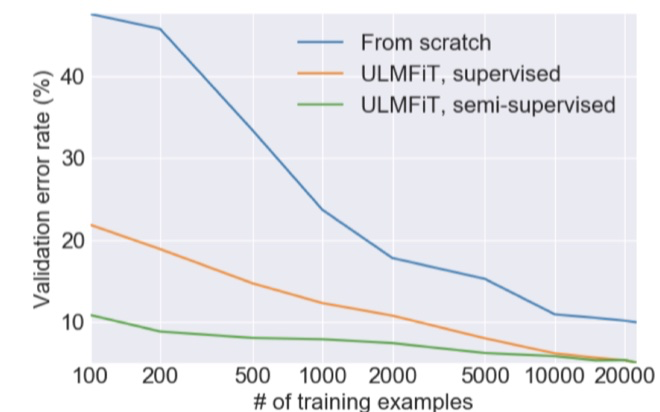 From scratch
ULMFiT, supervised
ULMFiT, semi-supervised
Validation error rate (%)
40
30
20
10
100 200 500 1000 2000 5000 10000 20000
# of training examples